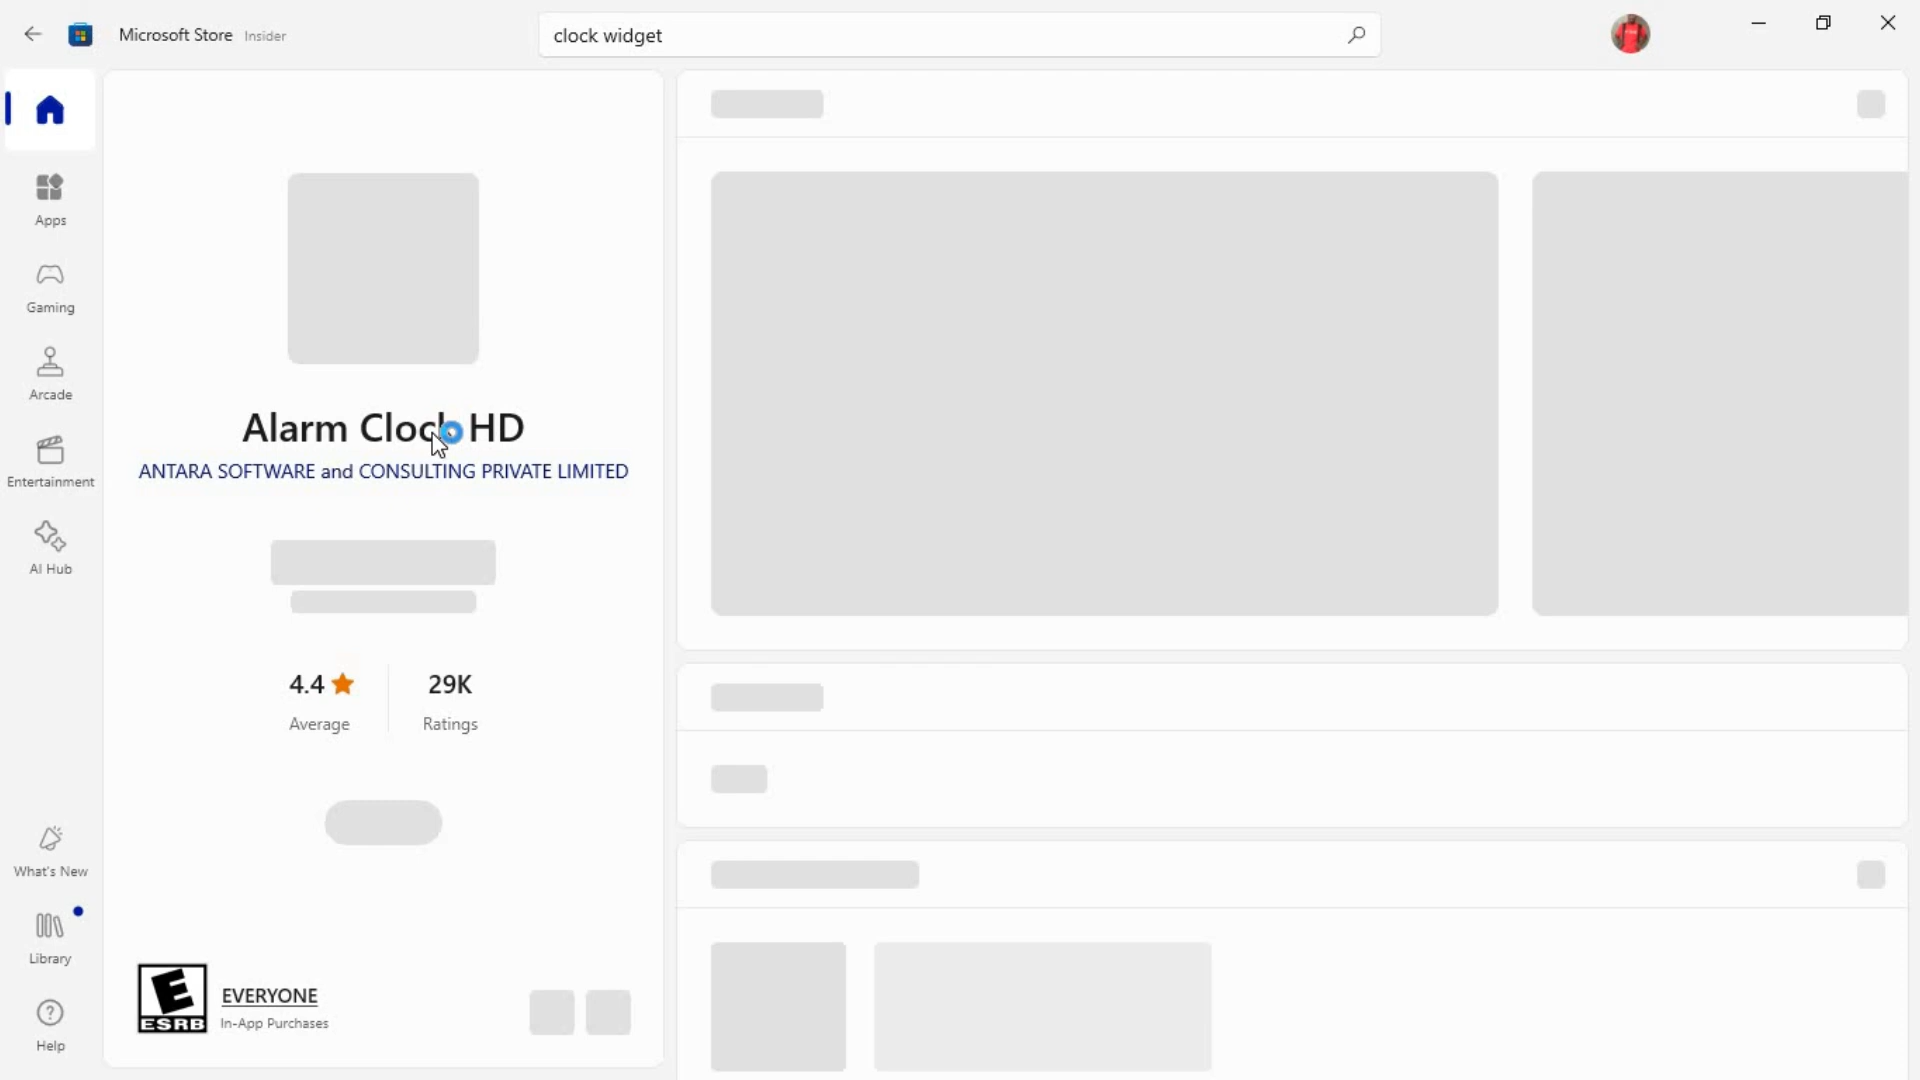 Microsoft Store Insider
clock widget
Apps
Gaming
Arcade
Entertainment
AI Hub
What's New
Library
Help
Alarm Clock HD
ANTARA SOFTWARE and CONSULTING PRIVATE LIMITED
4.4 29K
Average Ratings
E
ESRB
EVERYONE
In-App Purchases